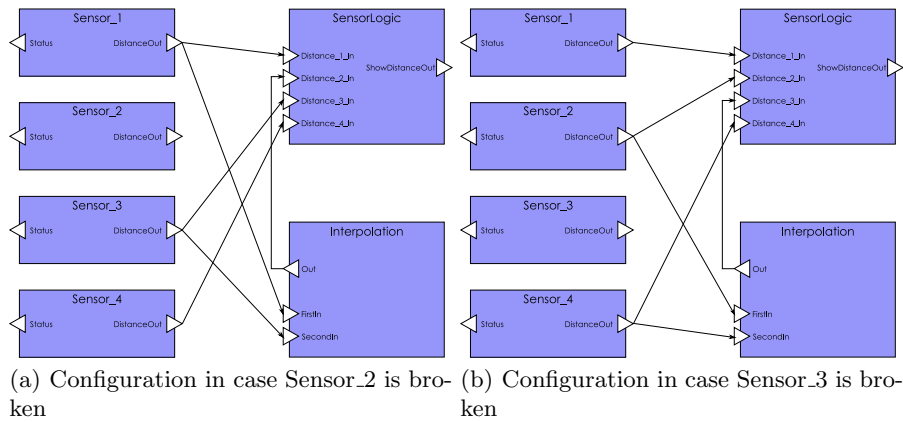 Sensor_1
Status
DistanceOut
Sensor_2
Status
DistanceOut
Sensor_3
Status
DistanceOut
Sensor_4
Status
DistanceOut
SensorLogic
Distance_1_In
Distance_2_In
Distance_3_In
Distance_4_In
ShowDistanceOut
Interpolation
Out
FirstIn
SecondIn
(a) Configuration in case Sensor_2 is bro-
ken
Sensor_1
Status
DistanceOut
Sensor_2
Status
DistanceOut
Sensor_3
Status
DistanceOut
Sensor_4
Status
DistanceOut
SensorLogic
Distance_1_In
Distance_2_In
Distance_3_In
Distance_4_In
ShowDistanceOut
Interpolation
Out
FirstIn
SecondIn
(b) Configuration in case Sensor_3 is bro-
ken